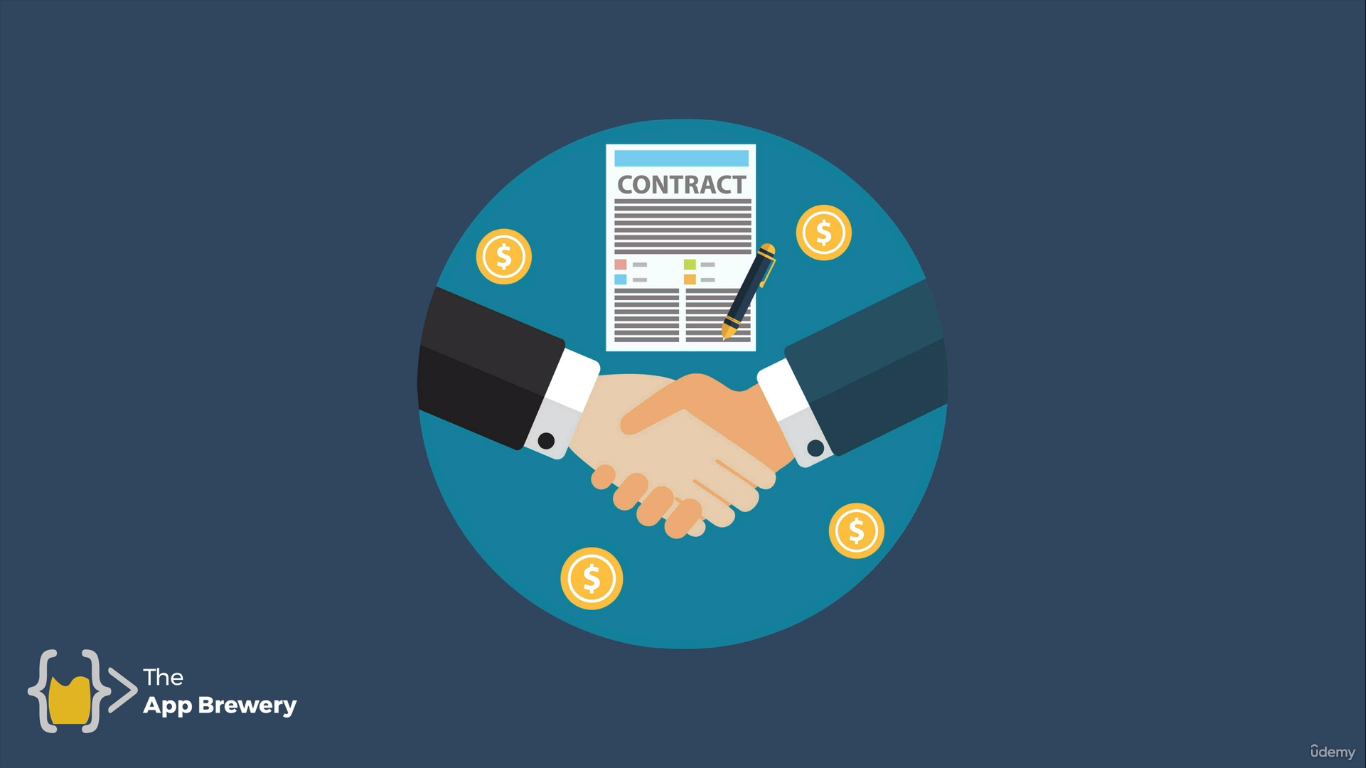 CONTRACT
$
$
$
$
The
App Brewery
ûdemy